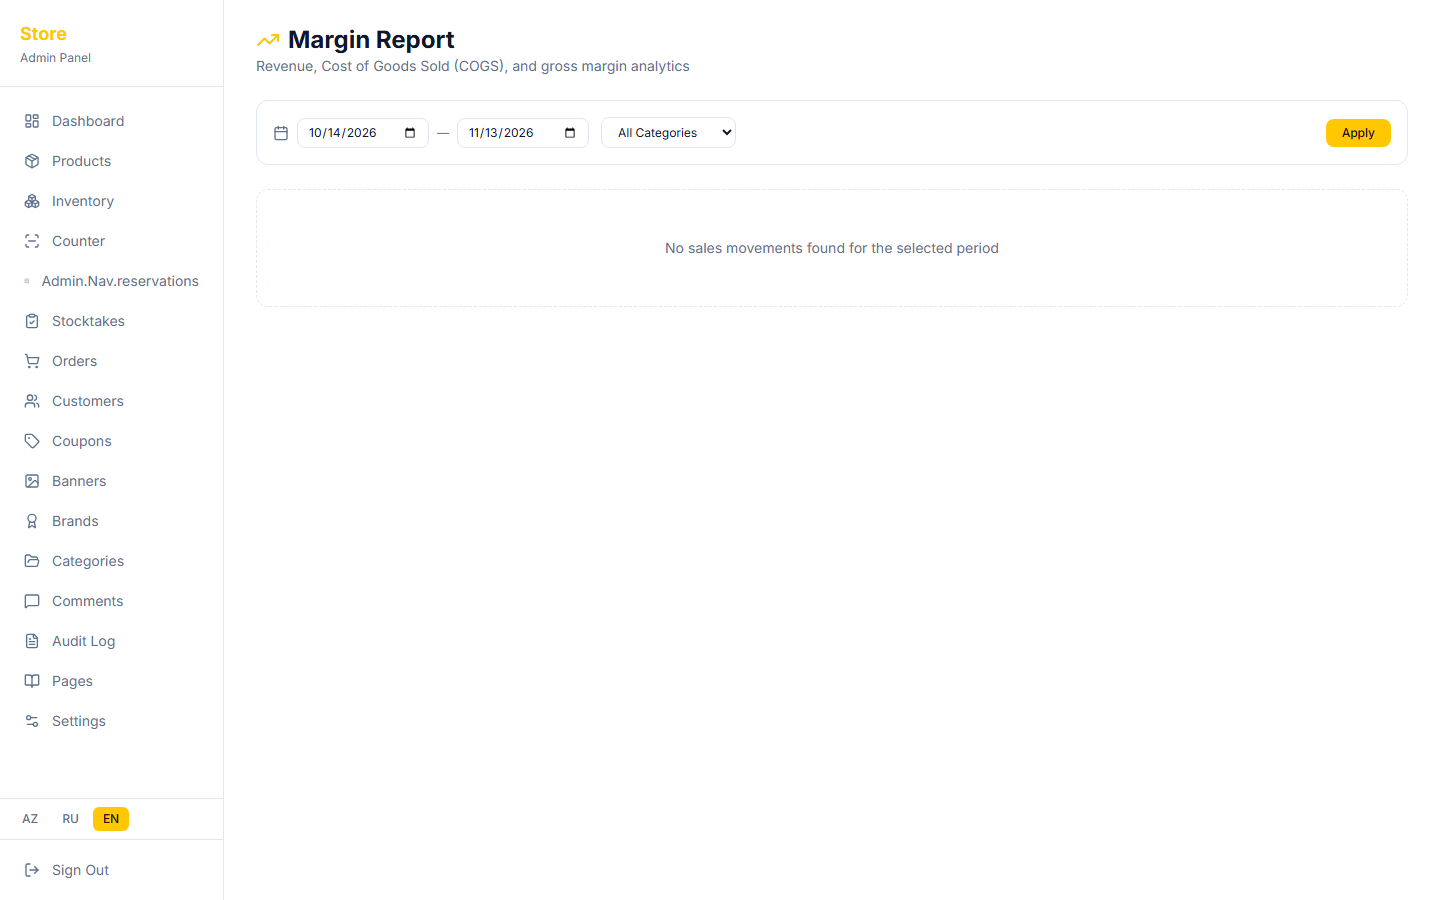 Store
Admin Panel
Dashboard
Products
Inventory
Counter
Admin.Nav.reservations
Stocktakes
Orders
Customers
Coupons
Banners
Brands
Categories
Comments
Audit Log
Pages
Settings
AZ RU EN
Sign Out
Margin Report
Revenue, Cost of Goods Sold (COGS), and gross margin analytics
10/14/2026 — 11/13/2026 All Categories Apply
No sales movements found for the selected period